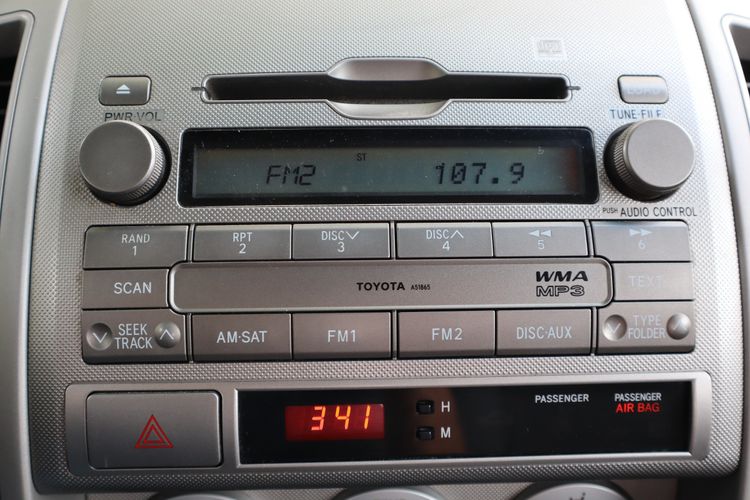 PWR·VOL
TUNE·FILE
ST
FM2
107.9
PUSH AUDIO CONTROL
RAND
1
RPT
2
DISC
3
DISC
4
5
6
SCAN
TOYOTA A51865
WMA
MP3
TEXT
SEEK
TRACK
AM·SAT
FM1
FM2
DISC·AUX
TYPE
FOLDER
341
H
M
PASSENGER
PASSENGER
AIR BAG